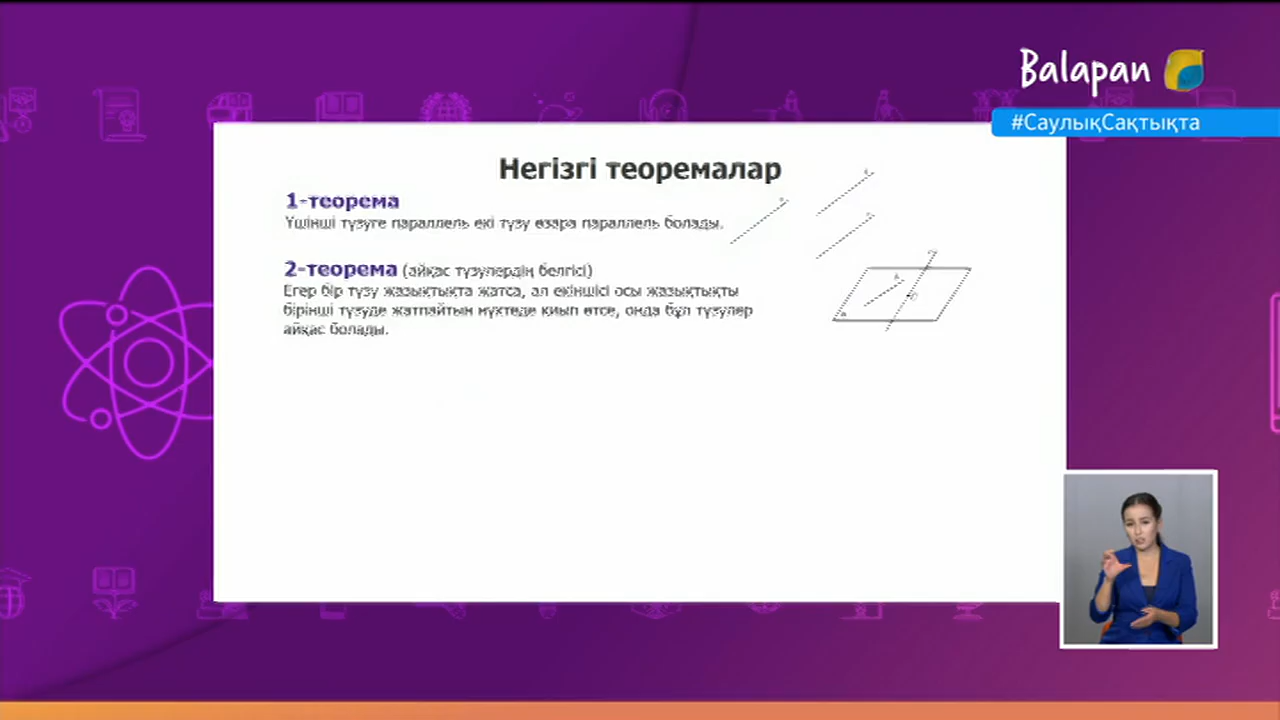 Balapan
#СаулықСақтықта
Негізгі теоремалар
1-теорема
Үшінші түзуге параллель екі түзу өзара параллель болады.
2-теорема (айқас түзулердің белгісі)
Егер бір түзу жазықтықта жатса, ал екіншісі осы жазықтықты
бірінші түзуде жатпайтын нүктеде қиып өтсе, онда бұл түзулер
айқас болады.